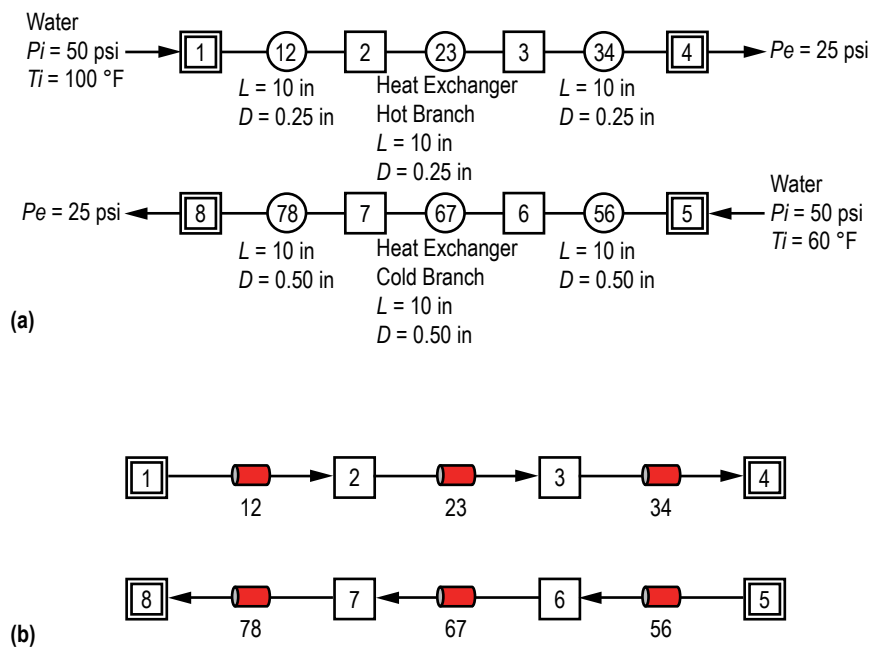 Water
Pi = 50 psi
Ti = 100 °F
1 12 2 23 3 34 4
Pe = 25 psi
L = 10 in
D = 0.25 in
Heat Exchanger
Hot Branch
L = 10 in
D = 0.25 in
L = 10 in
D = 0.25 in
Pe = 25 psi
8 78 7 67 6 56 5
Water
Pi = 50 psi
Ti = 60 °F
L = 10 in
D = 0.50 in
Heat Exchanger
Cold Branch
L = 10 in
D = 0.50 in
L = 10 in
D = 0.50 in
(a)
1 2 3 4
12 23 34
8 7 6 5
78 67 56
(b)